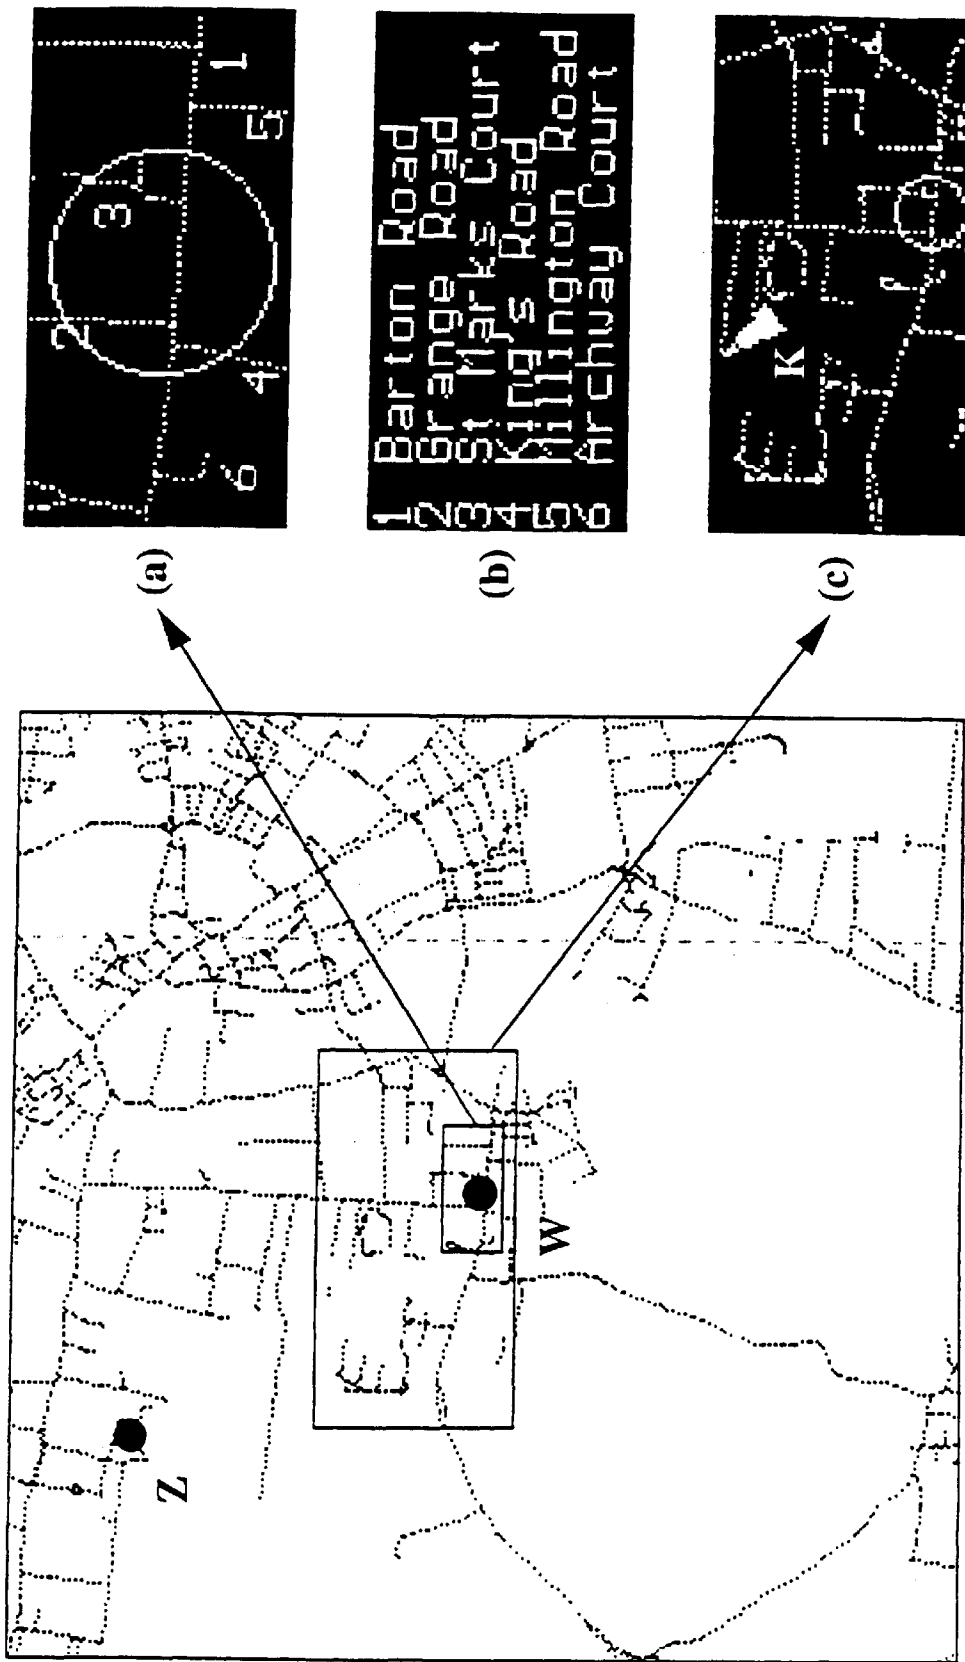 1
2
3
4
5
6
(a)
1 Barton Road
2 Grange Road
3 St Marks Court
4 King's Road
5 Millington Road
6 Archway Court
(b)
K
(c)
Z
W